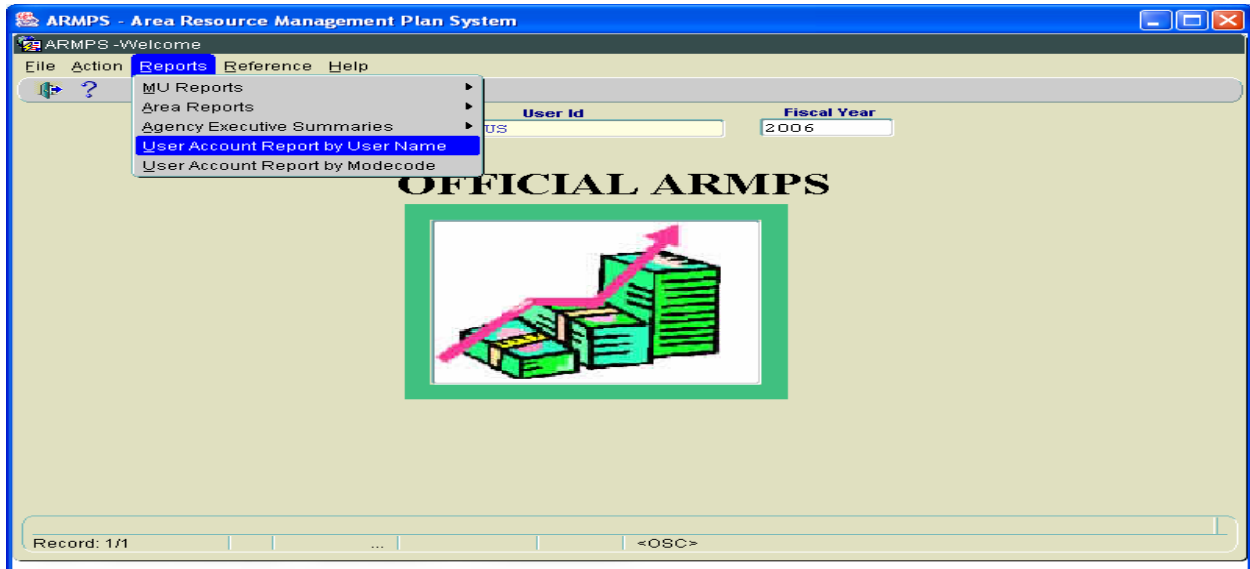 ARMPS - Area Resource Management Plan System
ARMPS -Welcome
File Action Reports Reference Help
?
MU Reports
Area Reports
Agency Executive Summaries
User Account Report by User Name
User Account Report by Modecode
User Id
Fiscal Year
US
2006
OFFICIAL ARMPS
Record: 1/1
...
<OSC>